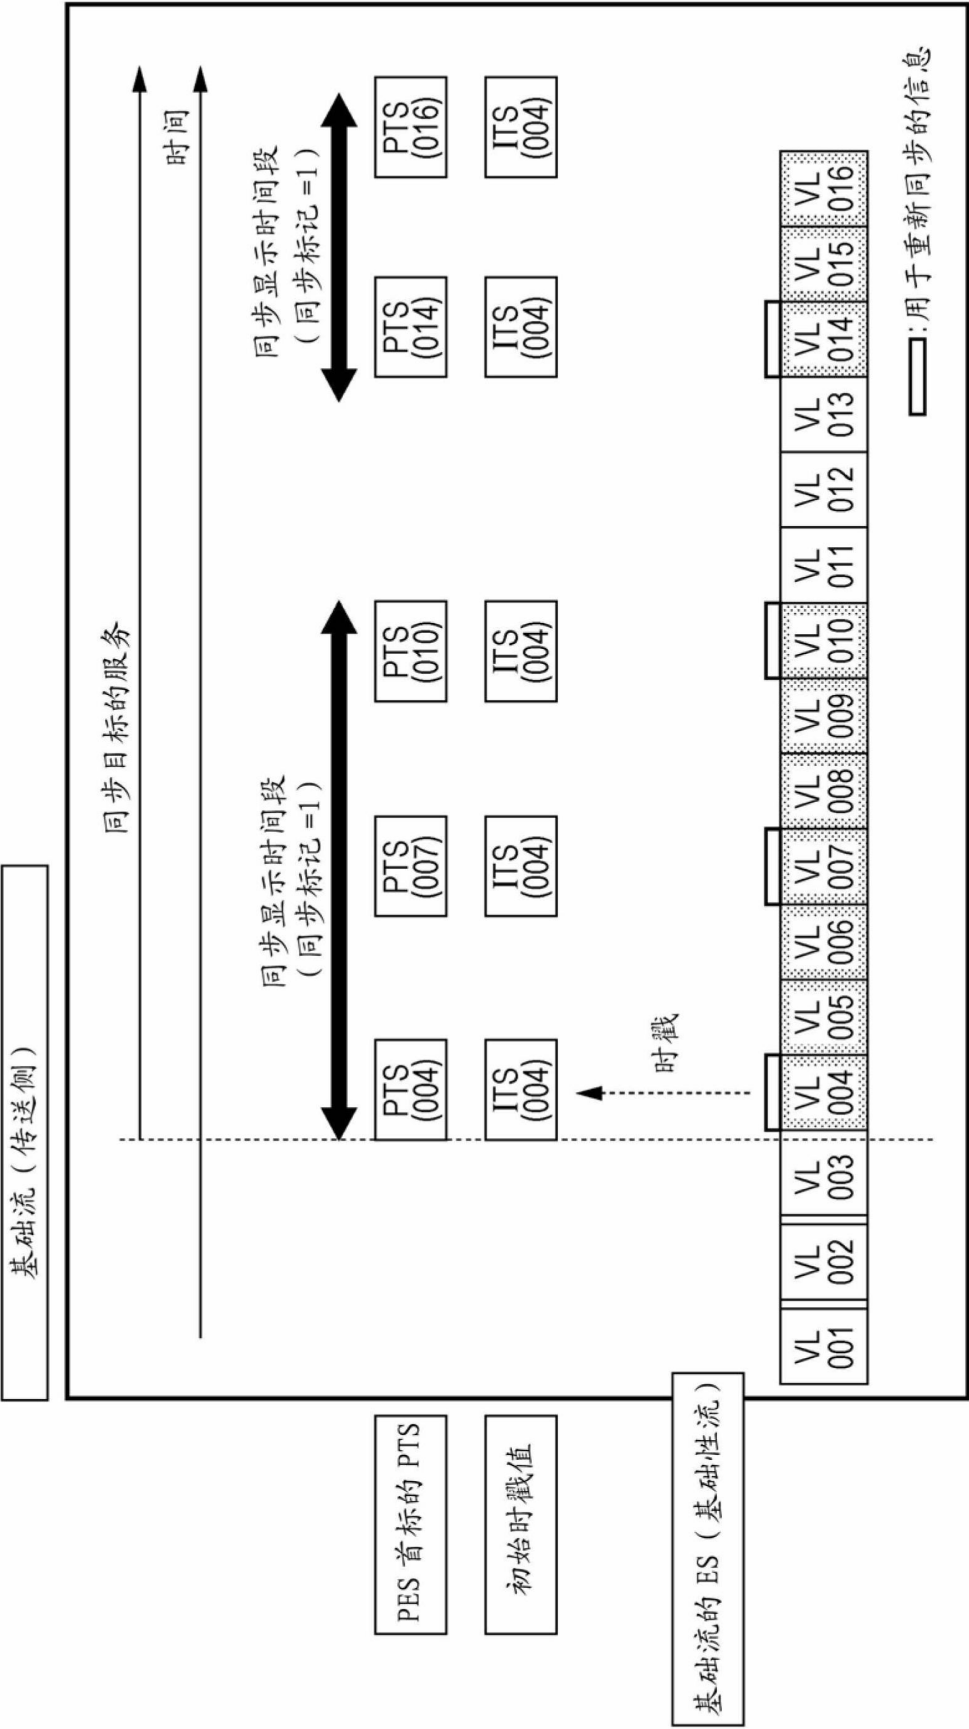 基础流（传送侧）
同步目标的服务
时间
同步显示时间段
（同步标记=1）
同步显示时间段
（同步标记=1）
PES 首标的 PTS
PTS
(004)
PTS
(007)
PTS
(010)
PTS
(014)
PTS
(016)
初始时戳值
ITS
(004)
ITS
(004)
ITS
(004)
ITS
(004)
ITS
(004)
时戳
基础流的 ES（基础性流）
VL
001
VL
002
VL
003
VL
004
VL
005
VL
006
VL
007
VL
008
VL
009
VL
010
VL
011
VL
012
VL
013
VL
014
VL
015
VL
016
:用于重新同步的信息